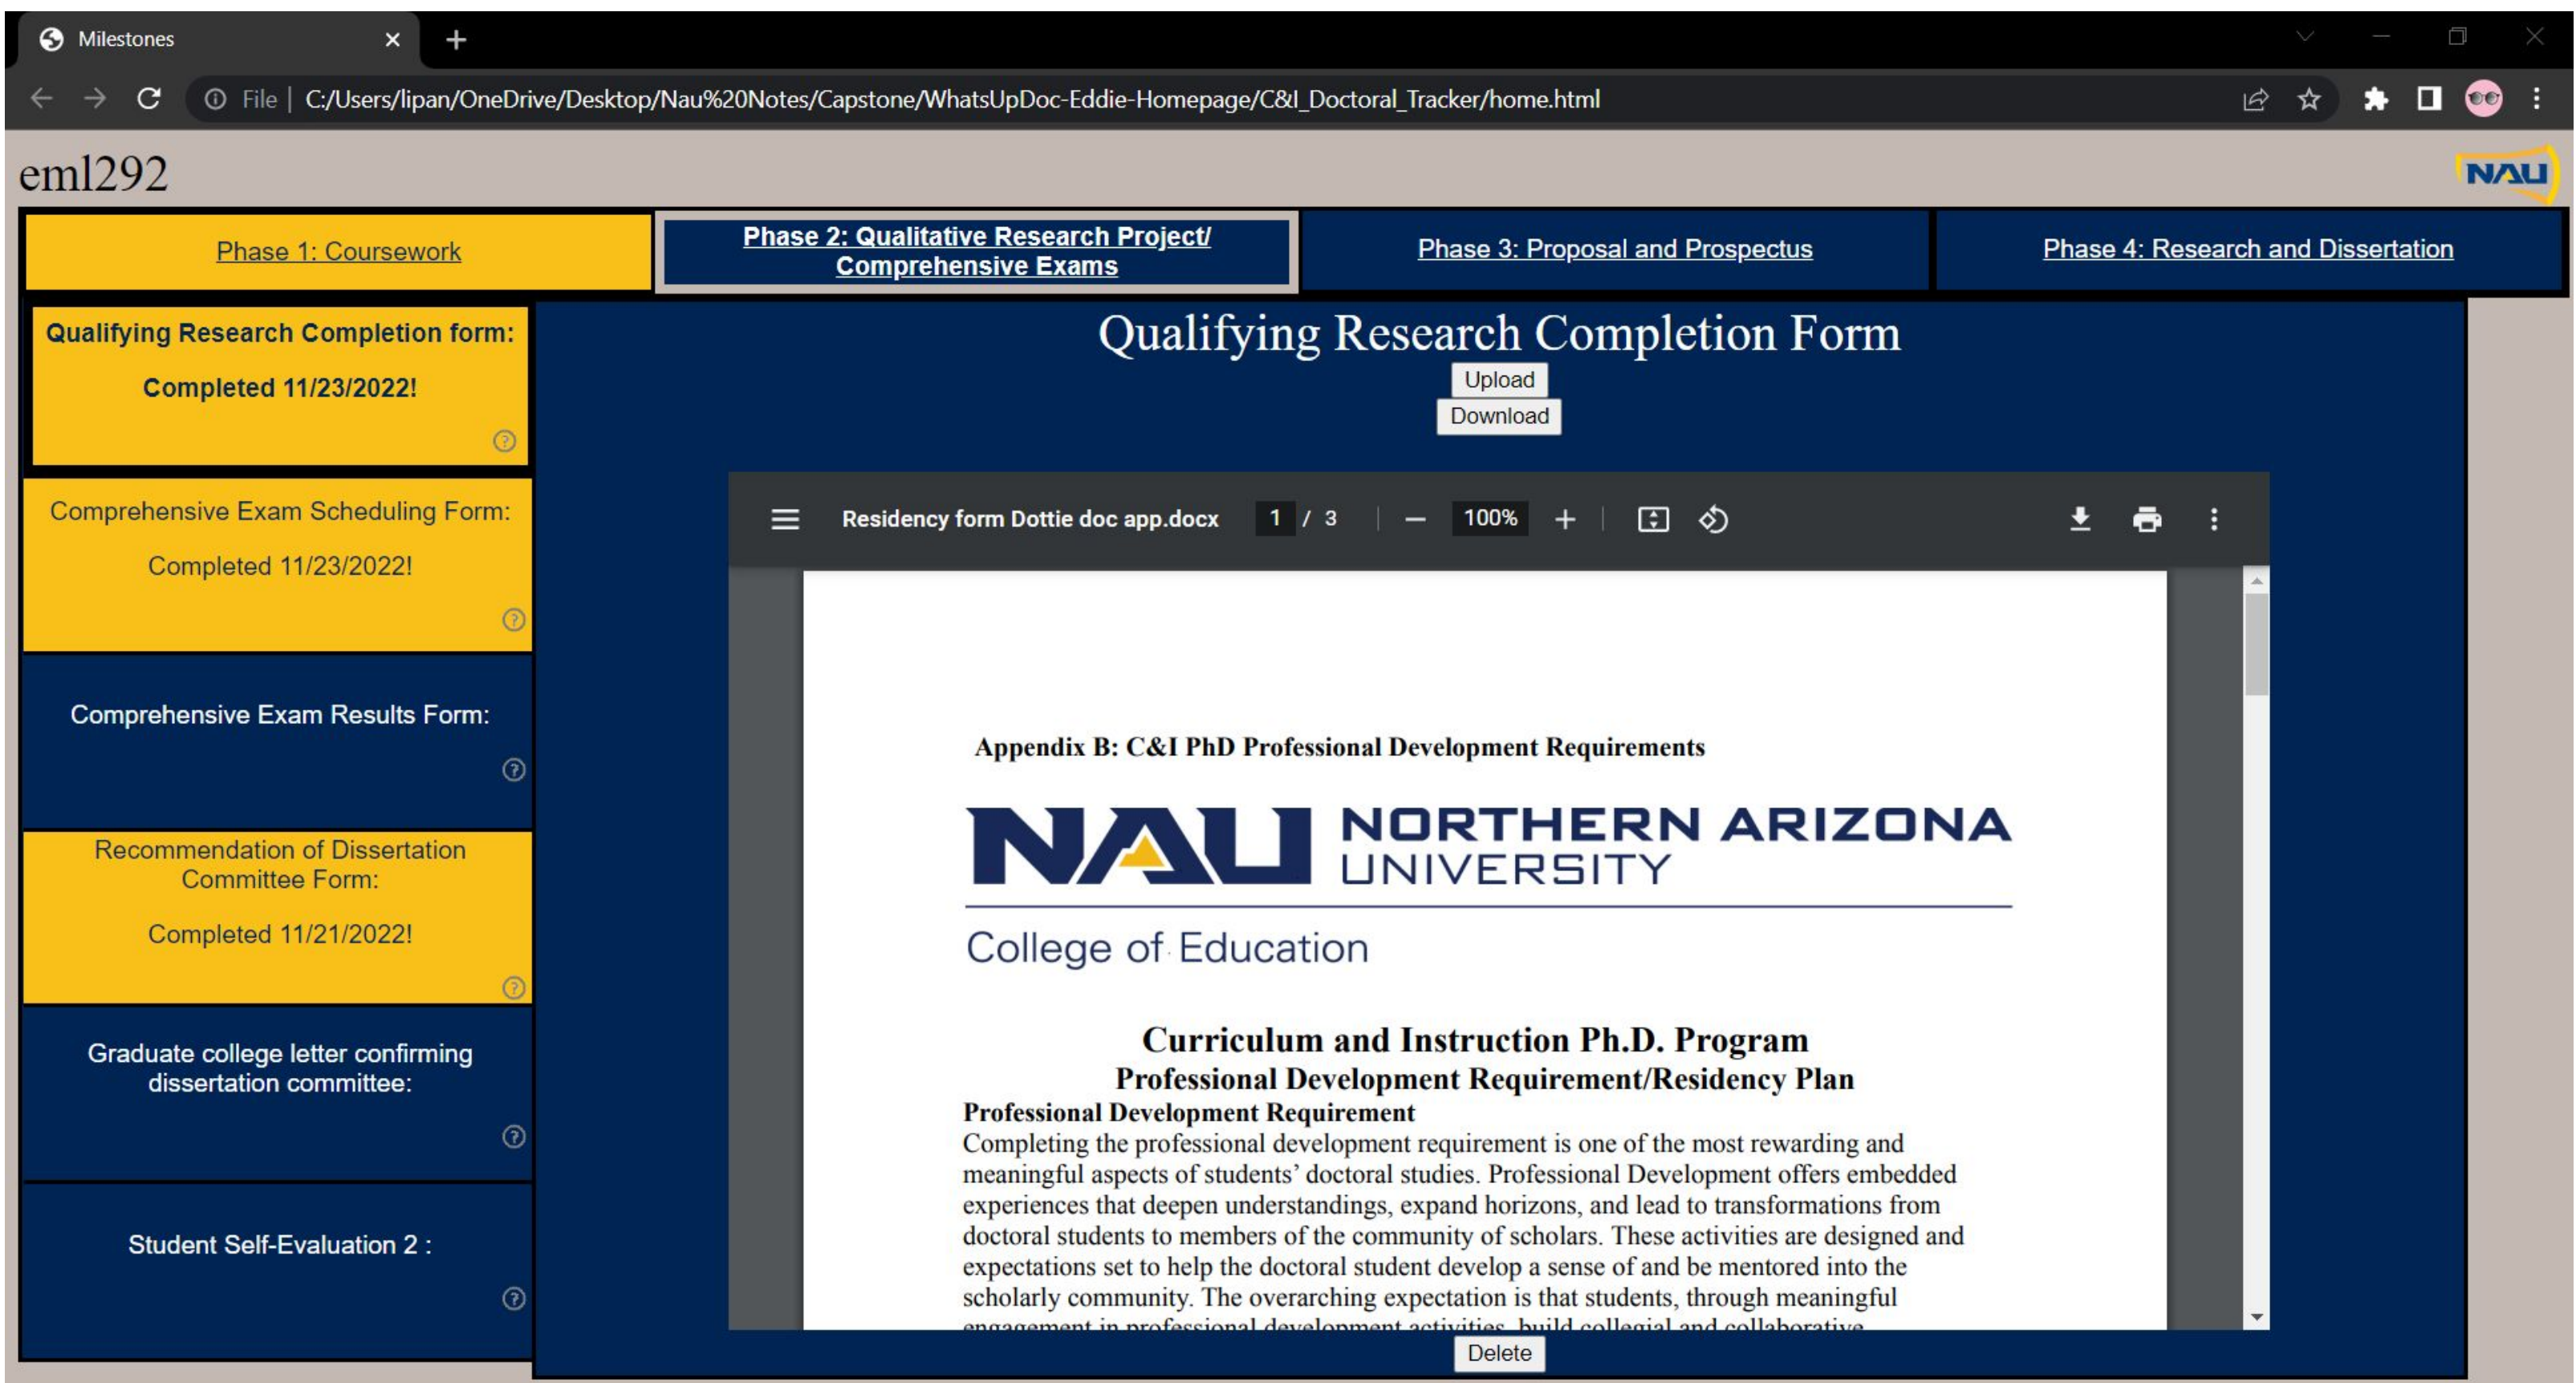 Milestones
File | C:/Users/lipan/OneDrive/Desktop/Nau%20Notes/Capstone/WhatsUpDoc-Eddie-Homepage/C&I_Doctoral_Tracker/home.html
eml292
NAU
Phase 1: Coursework
Phase 2: Qualitative Research Project/
Comprehensive Exams
Phase 3: Proposal and Prospectus
Phase 4: Research and Dissertation
Qualifying Research Completion form:
Completed 11/23/2022!
Comprehensive Exam Scheduling Form:
Completed 11/23/2022!
Comprehensive Exam Results Form:
Recommendation of Dissertation
Committee Form:
Completed 11/21/2022!
Graduate college letter confirming
dissertation committee:
Student Self-Evaluation 2 :
Qualifying Research Completion Form
Upload
Download
Residency form Dottie doc app.docx 1 / 3 100%
Appendix B: C&I PhD Professional Development Requirements
NAU NORTHERN ARIZONA
UNIVERSITY
College of Education
Curriculum and Instruction Ph.D. Program
Professional Development Requirement/Residency Plan
Professional Development Requirement
Completing the professional development requirement is one of the most rewarding and
meaningful aspects of students’ doctoral studies. Professional Development offers embedded
experiences that deepen understandings, expand horizons, and lead to transformations from
doctoral students to members of the community of scholars. These activities are designed and
expectations set to help the doctoral student develop a sense of and be mentored into the
scholarly community. The overarching expectation is that students, through meaningful
engagement in professional development activities, build collegial and collaborative
Delete